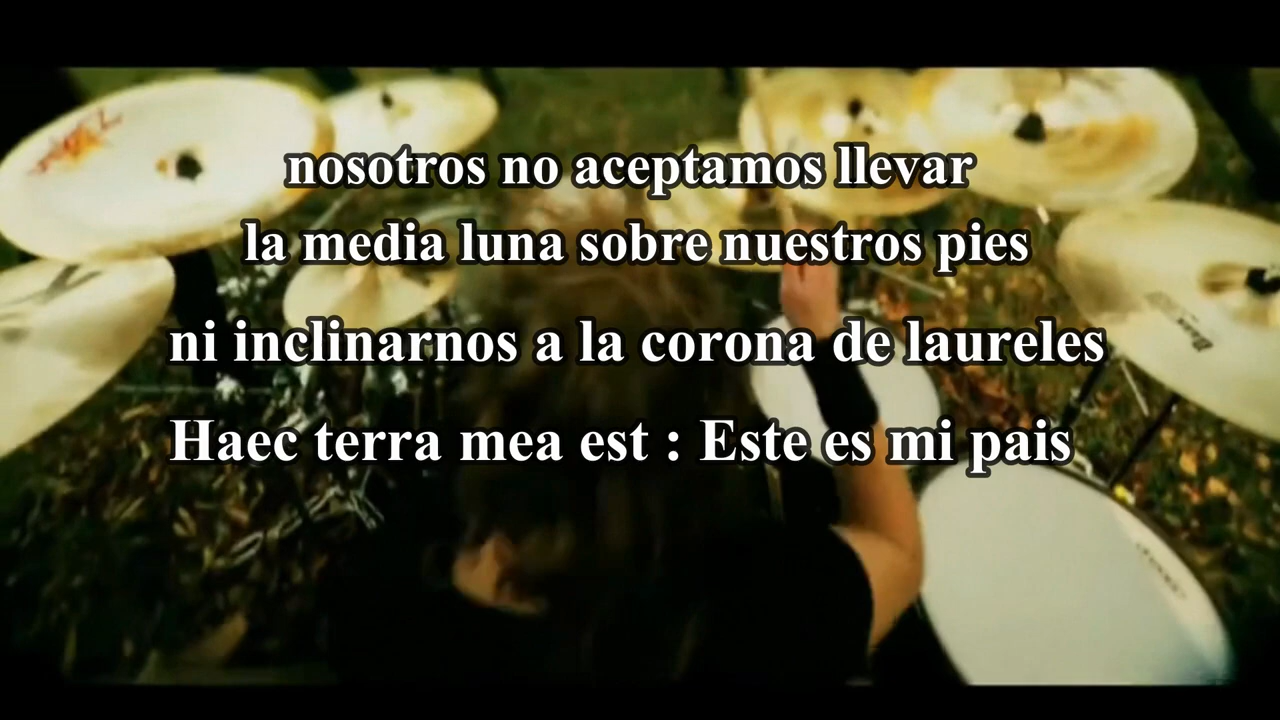 nosotros no aceptamos llevar
la media luna sobre nuestros pies
ni inclinarnos a la corona de laureles
Haec terra mea est : Este es mi pais